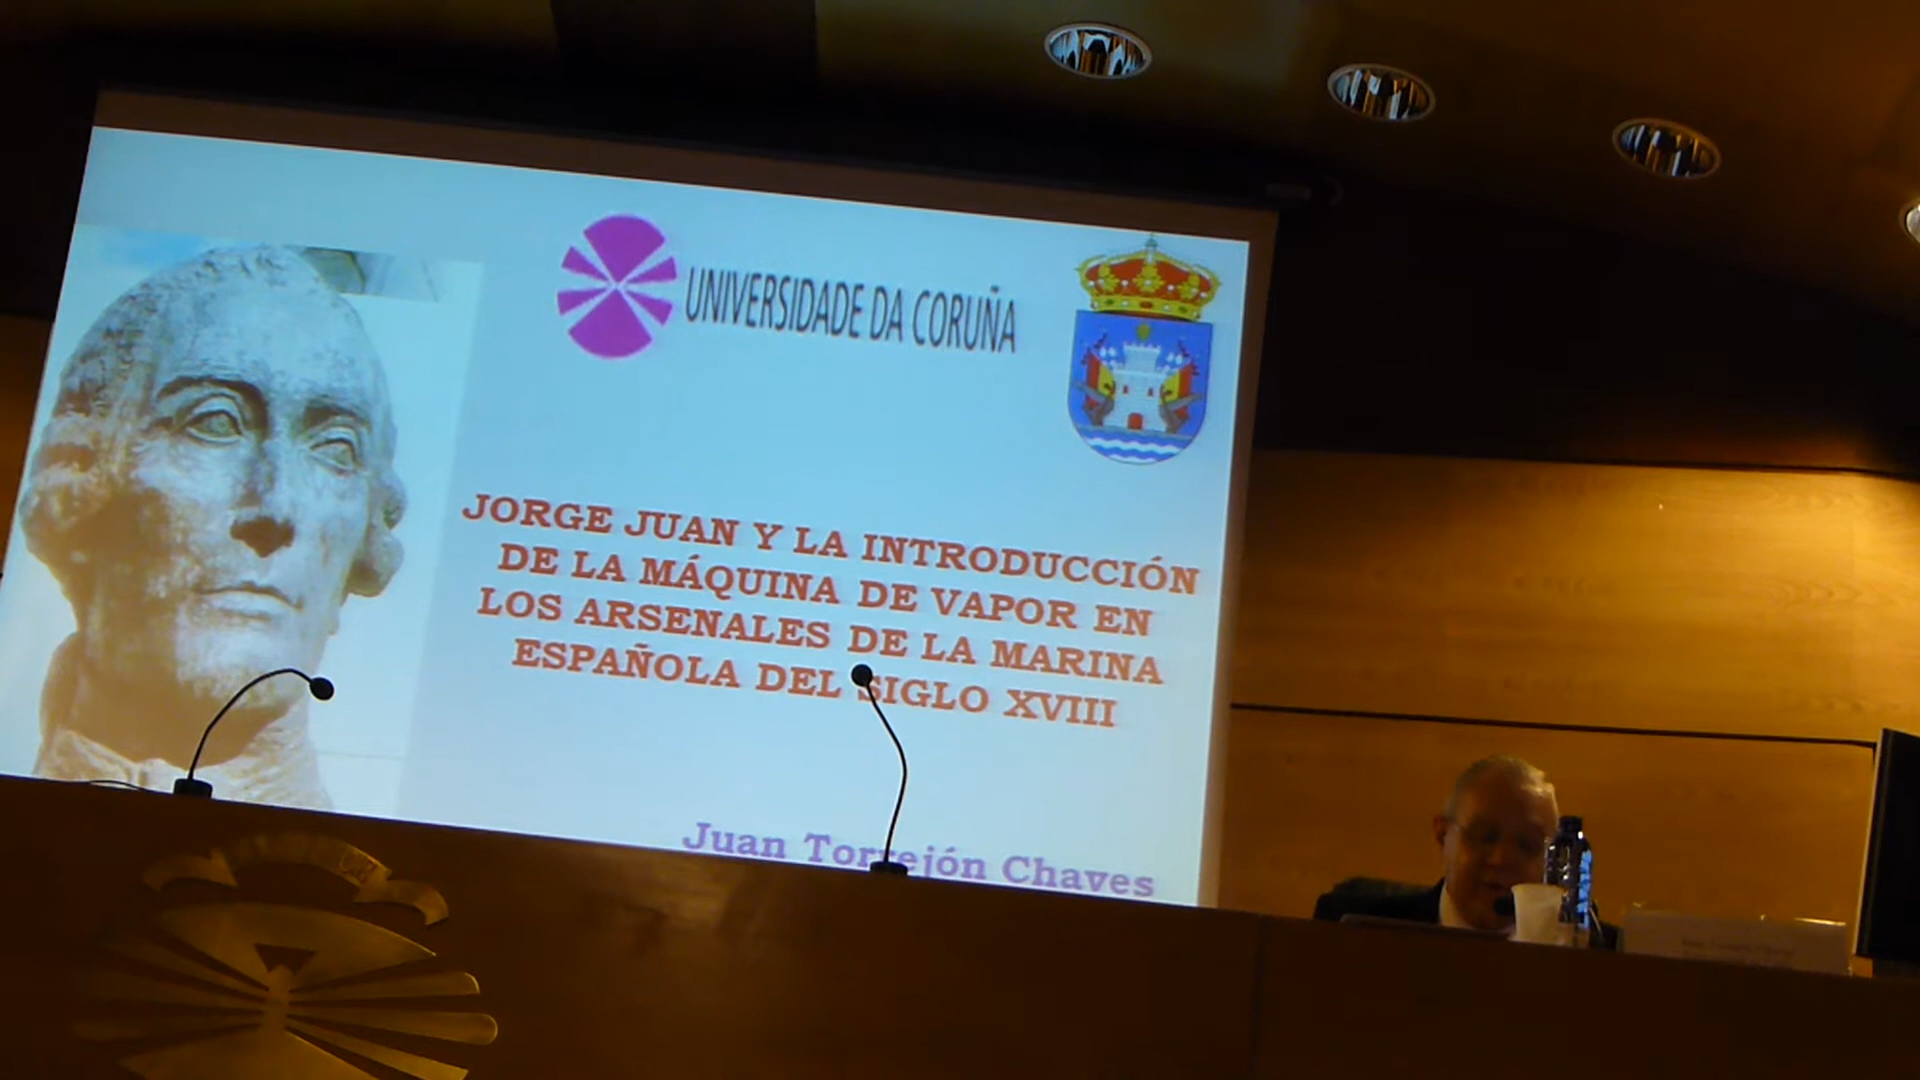 UNIVERSIDADE DA CORUÑA
JORGE JUAN Y LA INTRODUCCIÓN
DE LA MÁQUINA DE VAPOR EN
LOS ARSENALES DE LA MARINA
ESPAÑOLA DEL SIGLO XVIII
Juan Torrejón Chaves